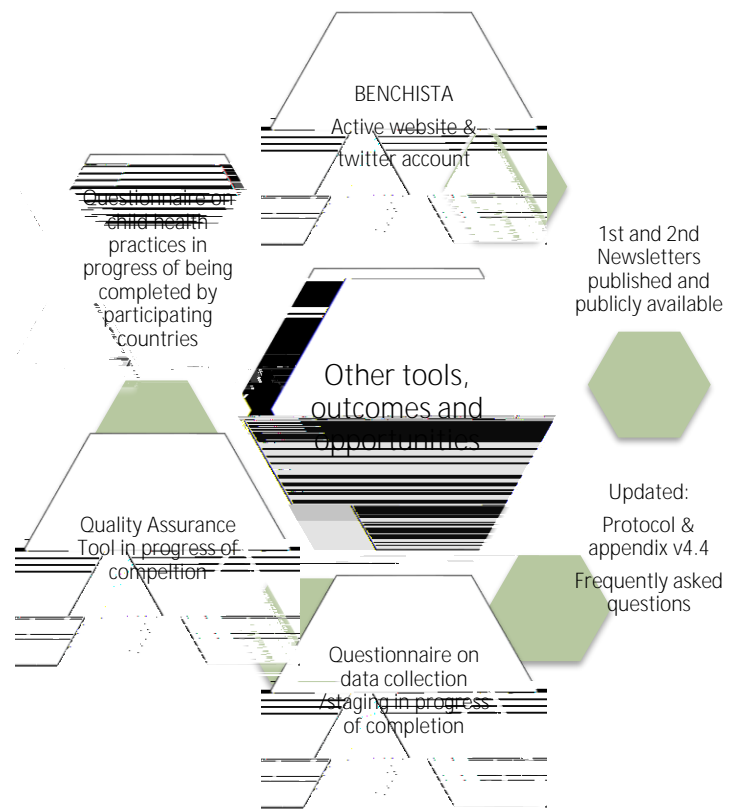 BENCHISTA
Active website &
twitter account
Questionnaire on
child health
practices in
progress of being
completed by
participating
countries
1st and 2nd
Newsletters
published and
publicly available
Other tools,
outcomes and
opportunities
Quality Assurance
Tool in progress of
compeltion
Updated:
Protocol &
appendix v4.4
Frequently asked
questions
Questionnaire on
data collection
/staging in progress
of completion